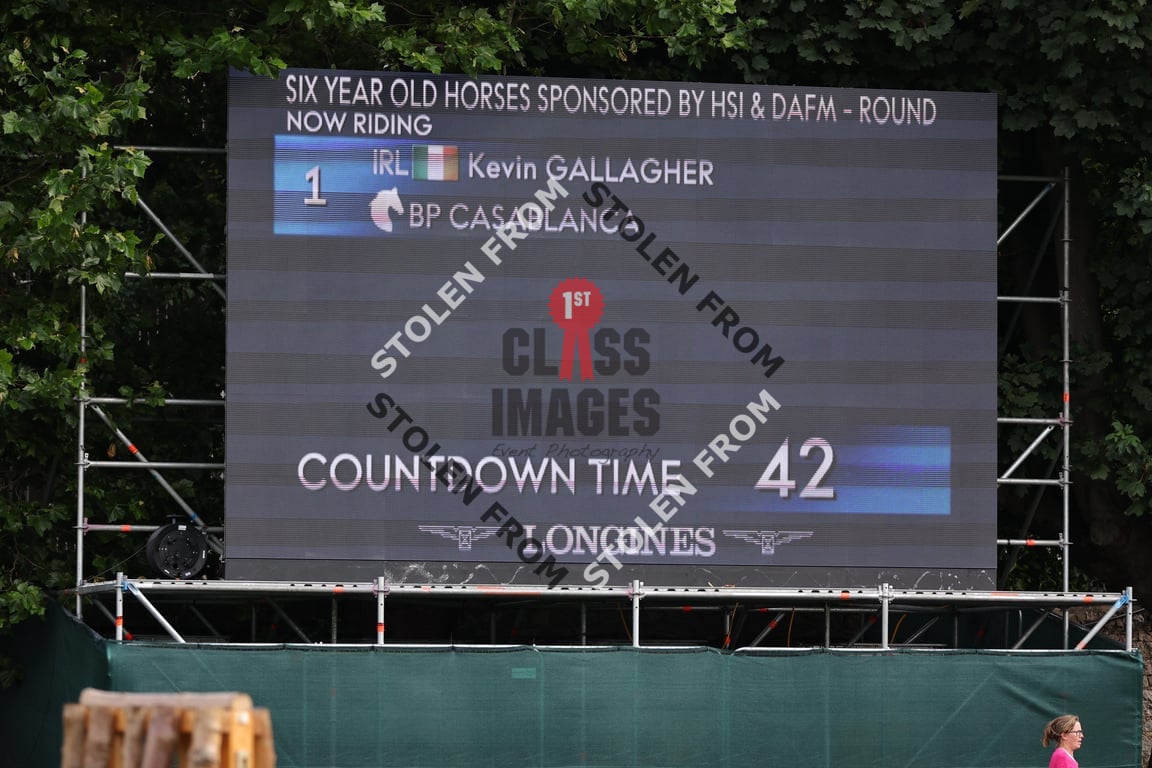 SIX YEAR OLD HORSES SPONSORED BY HSI & DAFM - ROUND
NOW RIDING
1
IRL Kevin GALLAGHER
BP CASABLANCA
STOLEN FROM
STOLEN FROM
1ST
CLASS
IMAGES
Event Photography
STOLEN FROM
STOLEN FROM
COUNTDOWN TIME 42
LONGINES